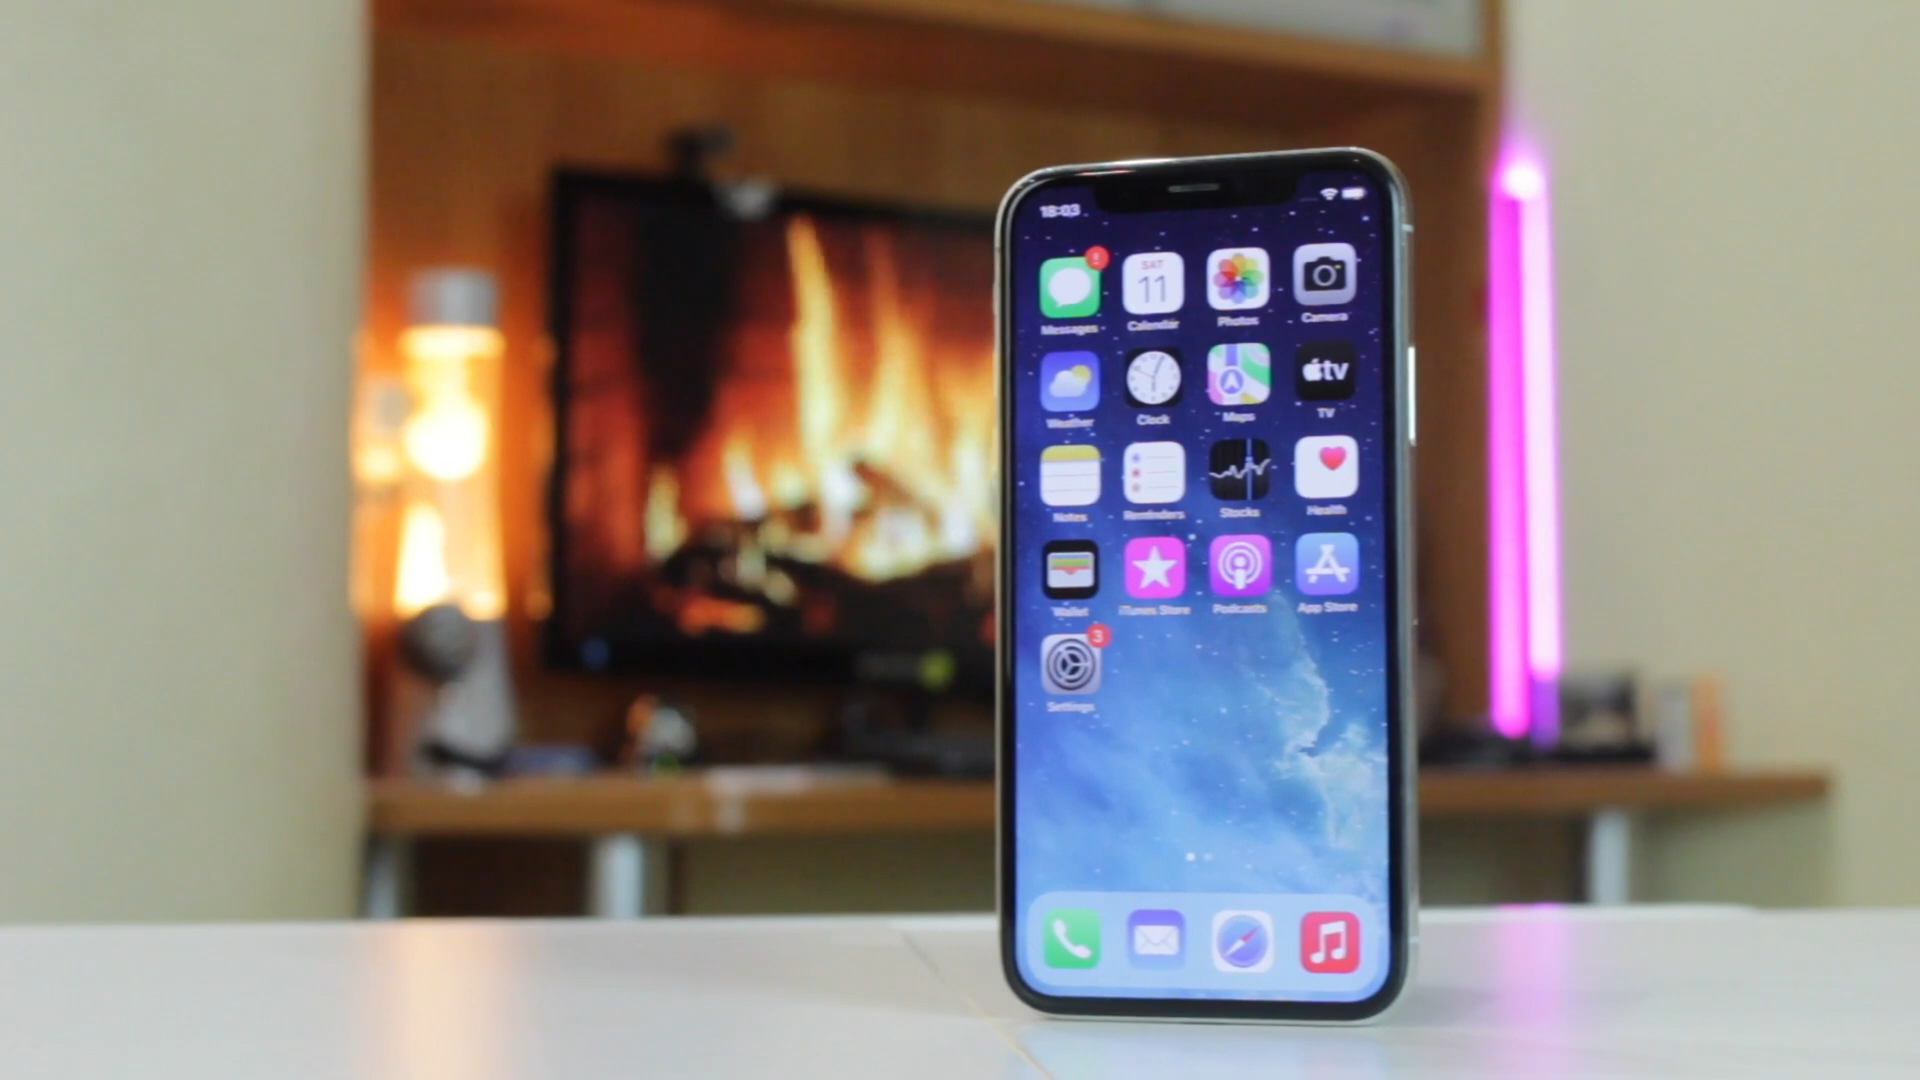 18:03
!
SAT
11
Messages
Calendar
Photos
Camera
tv
Weather
Clock
Maps
TV
Notes
Reminders
Stocks
Health
Wallet
iTunes Store
Podcasts
App Store
3
Settings